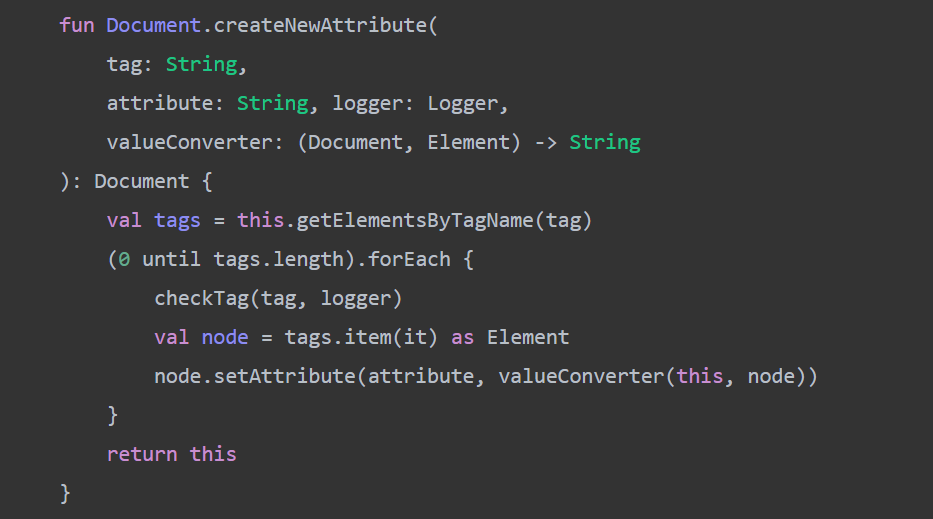 fun Document.createNewAttribute(
    tag: String,
    attribute: String, logger: Logger,
    valueConverter: (Document, Element) -> String
): Document {
    val tags = this.getElementsByTagName(tag)
    (0 until tags.length).forEach {
        checkTag(tag, logger)
        val node = tags.item(it) as Element
        node.setAttribute(attribute, valueConverter(this, node))
    }
    return this
}